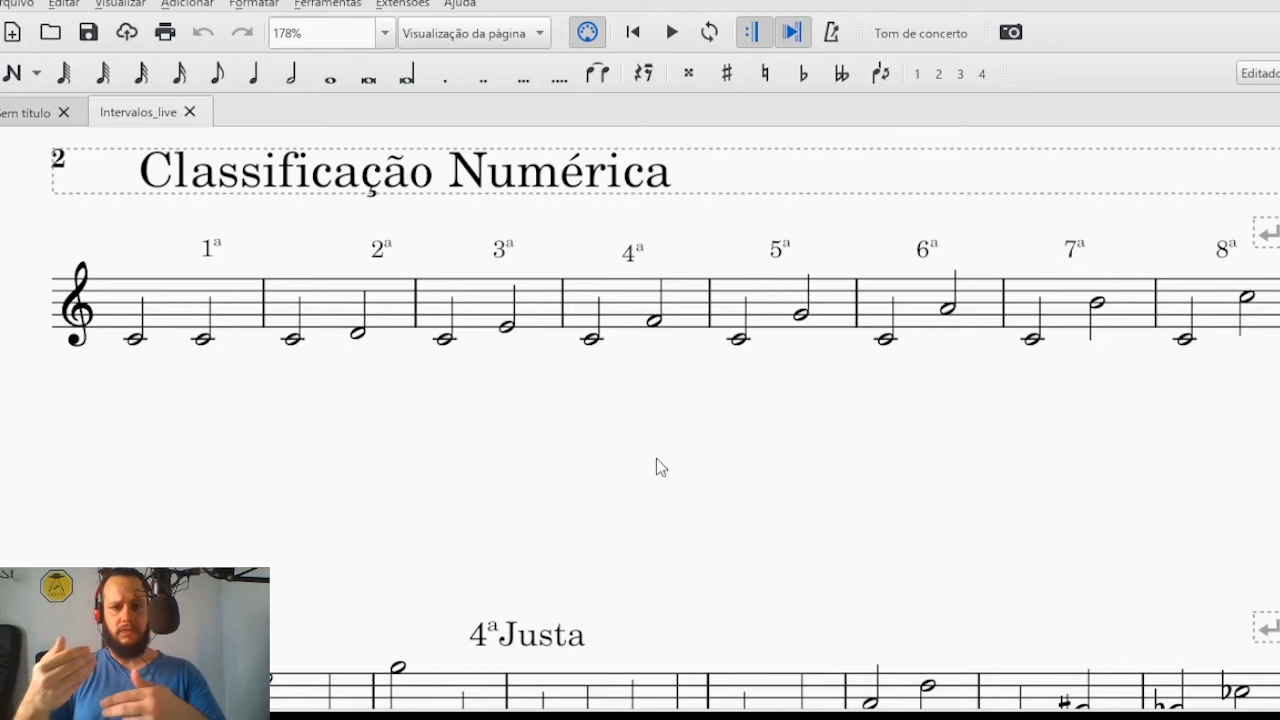 rquivo Editar Visualizar Adicionar Formatar Ferramentas Extensões Ajuda
178% Visualização da página Tom de concerto
1 2 3 4 Editado
em título Intervalos_live
2 Classificação Numérica
1ª 2ª 3ª 4ª 5ª 6ª 7ª 8ª
4ªJusta